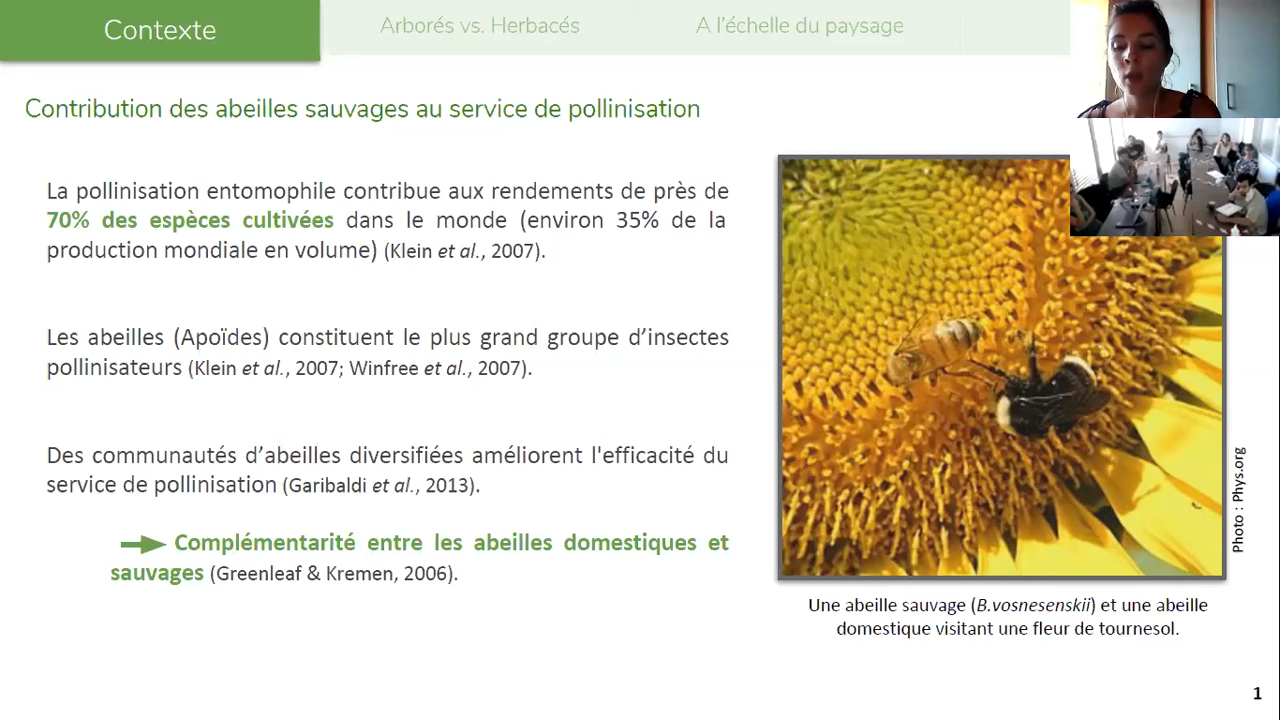 Contexte
Arborés vs. Herbacés
A l’échelle du paysage
Contribution des abeilles sauvages au service de pollinisation
La pollinisation entomophile contribue aux rendements de près de
70% des espèces cultivées dans le monde (environ 35% de la
production mondiale en volume) (Klein et al., 2007).
Les abeilles (Apoïdes) constituent le plus grand groupe d’insectes
pollinisateurs (Klein et al., 2007; Winfree et al., 2007).
Des communautés d’abeilles diversifiées améliorent l'efficacité du
service de pollinisation (Garibaldi et al., 2013).
Complémentarité entre les abeilles domestiques et
sauvages (Greenleaf & Kremen, 2006).
Photo : Phys.org
Une abeille sauvage (B.vosnesenskii) et une abeille
domestique visitant une fleur de tournesol.
1